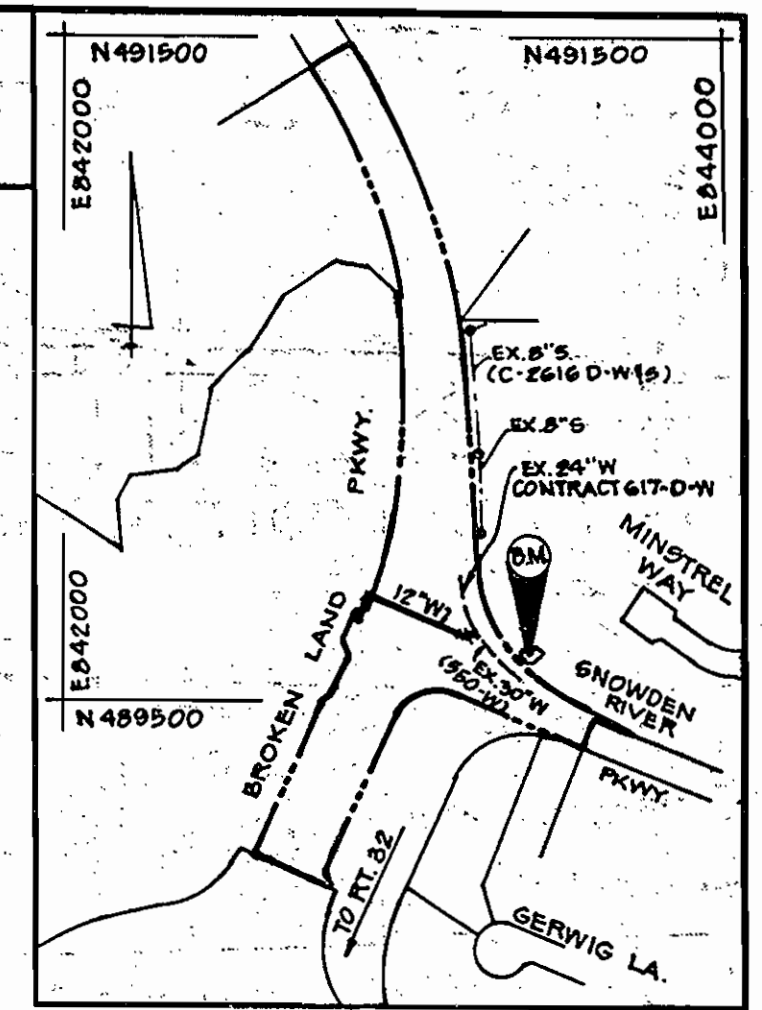 N491500
N491500
E842000
E844000
EX.8"S.
(C-2616 D-W&S)
EX.8"S
EX.24"W
CONTRACT 617-D-W
PKWY.
B.M.
MINSTREL
WAY
12"W
E842000
BROKEN LAND
EX.30"W
(550-W)
SNOWDEN
RIVER
N489500
PKWY.
TO RT. 32
GERWIG LA.